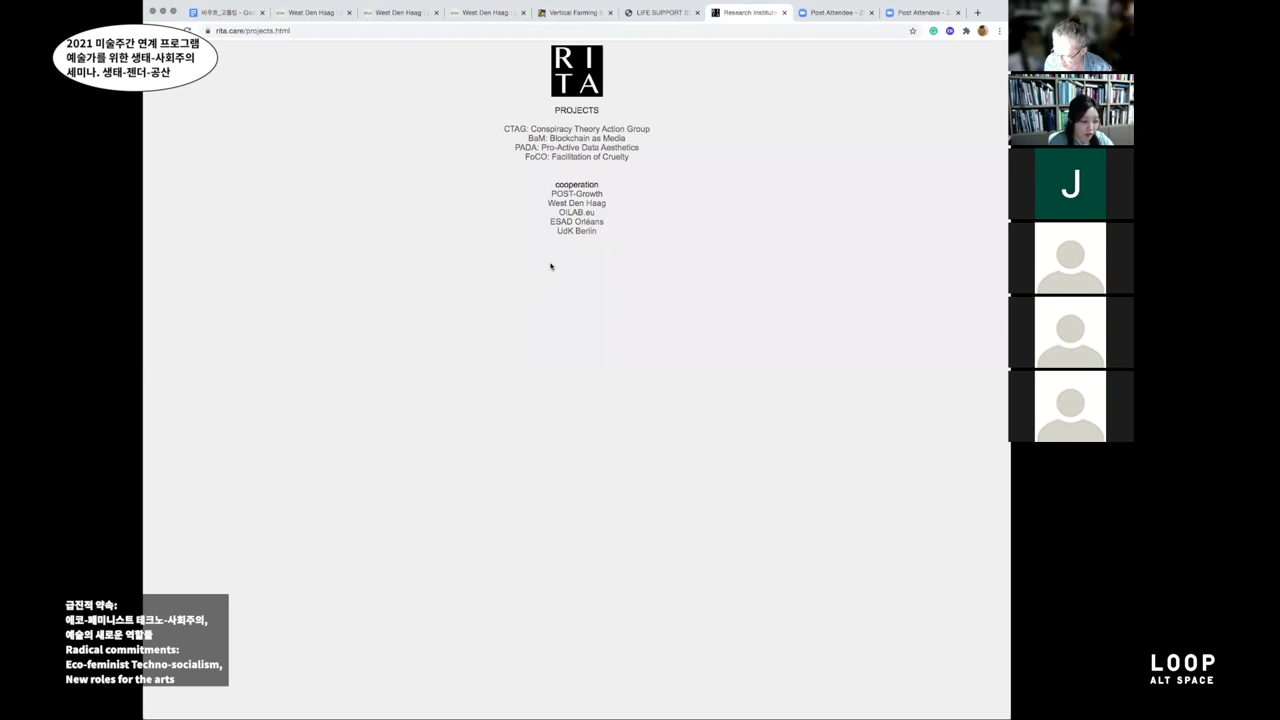 West Den Haag
West Den Haag
West Den Haag
Vertical Farming
LIFE SUPPORT
Research Institute
Post Attendee - Z
Post Attendee - Z
rita.care/projects.html
2021 미술주간 연계 프로그램
예술가를 위한 생태-사회주의
세미나. 생태-젠더-공산
RI
TA
PROJECTS
CTAG: Conspiracy Theory Action Group
BaM: Blockchain as Media
PADA: Pro-Active Data Aesthetics
FoCO: Facilitation of Cruelty
cooperation
POST-Growth
West Den Haag
OILAB.eu
ESAD Orléans
UdK Berlin
J
급진적 약속:
에코-페미니스트 테크노-사회주의,
예술의 새로운 역할들
Radical commitments:
Eco-feminist Techno-socialism,
New roles for the arts
LOOP
ALT SPACE